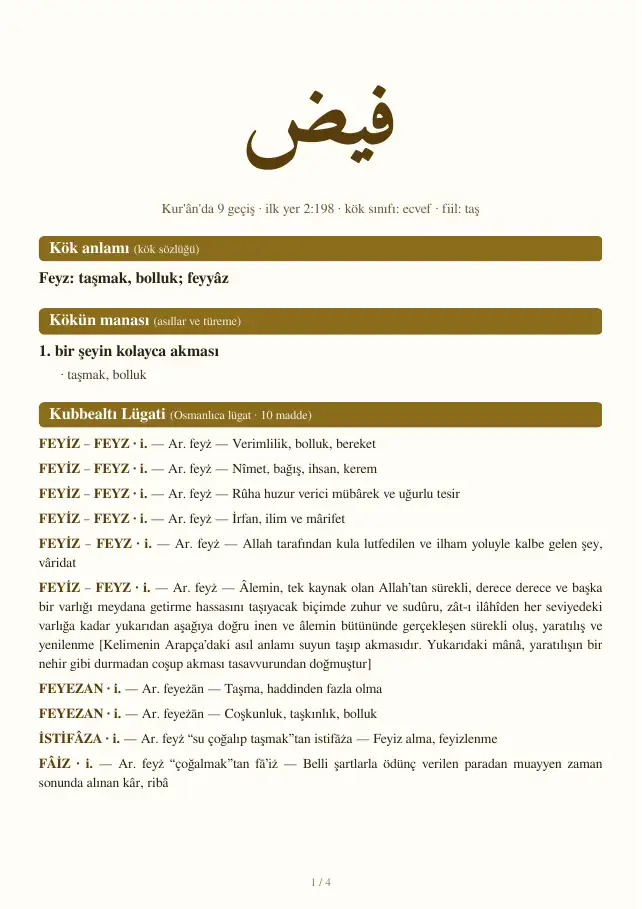 فيض
Kur'ân'da 9 geçiş · ilk yer 2:198 · kök sınıfı: ecvef · fiil: taş
Kök anlamı (kök sözlüğü)
Feyz: taşmak, bolluk; feyyâz
Kökün manası (asıllar ve türeme)
1. bir şeyin kolayca akması
· taşmak, bolluk
Kubbealtı Lügati (Osmanlıca lügat · 10 madde)
FEYİZ – FEYZ · i. — Ar. feyż — Verimlilik, bolluk, bereket
FEYİZ – FEYZ · i. — Ar. feyż — Nîmet, bağış, ihsan, kerem
FEYİZ – FEYZ · i. — Ar. feyż — Rûha huzur verici mübârek ve uğurlu tesir
FEYİZ – FEYZ · i. — Ar. feyż — İrfan, ilim ve mârifet
FEYİZ – FEYZ · i. — Ar. feyż — Allah tarafından kula lutfedilen ve ilham yoluyle kalbe gelen şey,
vâridat
FEYİZ – FEYZ · i. — Ar. feyż — Âlemin, tek kaynak olan Allah’tan sürekli, derece derece ve başka
bir varlığı meydana getirme hassasını taşıyacak biçimde zuhur ve sudûru, zât-ı ilâhîden her seviyedeki
varlığa kadar yukarıdan aşağıya doğru inen ve âlemin bütününde gerçekleşen sürekli oluş, yaratılış ve
yenilenme [Kelimenin Arapça’daki asıl anlamı suyun taşıp akmasıdır. Yukarıdaki mânâ, yaratılışın bir
nehir gibi durmadan coşup akması tasavvurundan doğmuştur]
FEYEZAN · i. — Ar. feyeżān — Taşma, haddinden fazla olma
FEYEZAN · i. — Ar. feyeżān — Coşkunluk, taşkınlık, bolluk
İSTİFÂZA · i. — Ar. feyż “su çoğalıp taşmak”tan istifāża — Feyiz alma, feyizlenme
FÂİZ · i. — Ar. feyż “çoğalmak”tan fā’iż — Belli şartlarla ödünç verilen paradan muayyen zaman
sonunda alınan kâr, ribâ
1 / 4